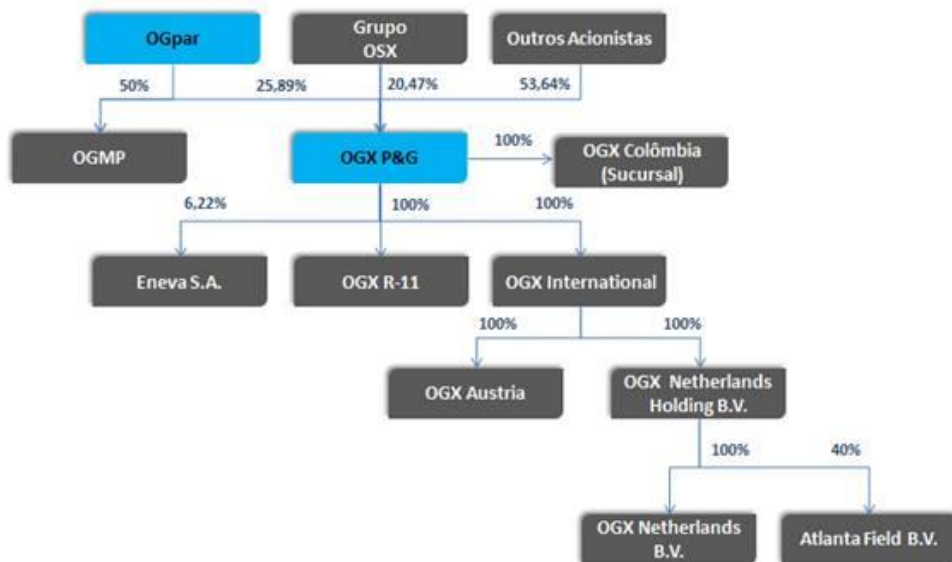 OGpar
Grupo
OSX
Outros Acionistas
50%
25,89%
20,47%
53,64%
OGMP
OGX P&G
100%
OGX Colômbia
(Sucursal)
6,22%
100%
100%
Eneva S.A.
OGX R-11
OGX International
100%
100%
OGX Austria
OGX Netherlands
Holding B.V.
100%
40%
OGX Netherlands
B.V.
Atlanta Field B.V.